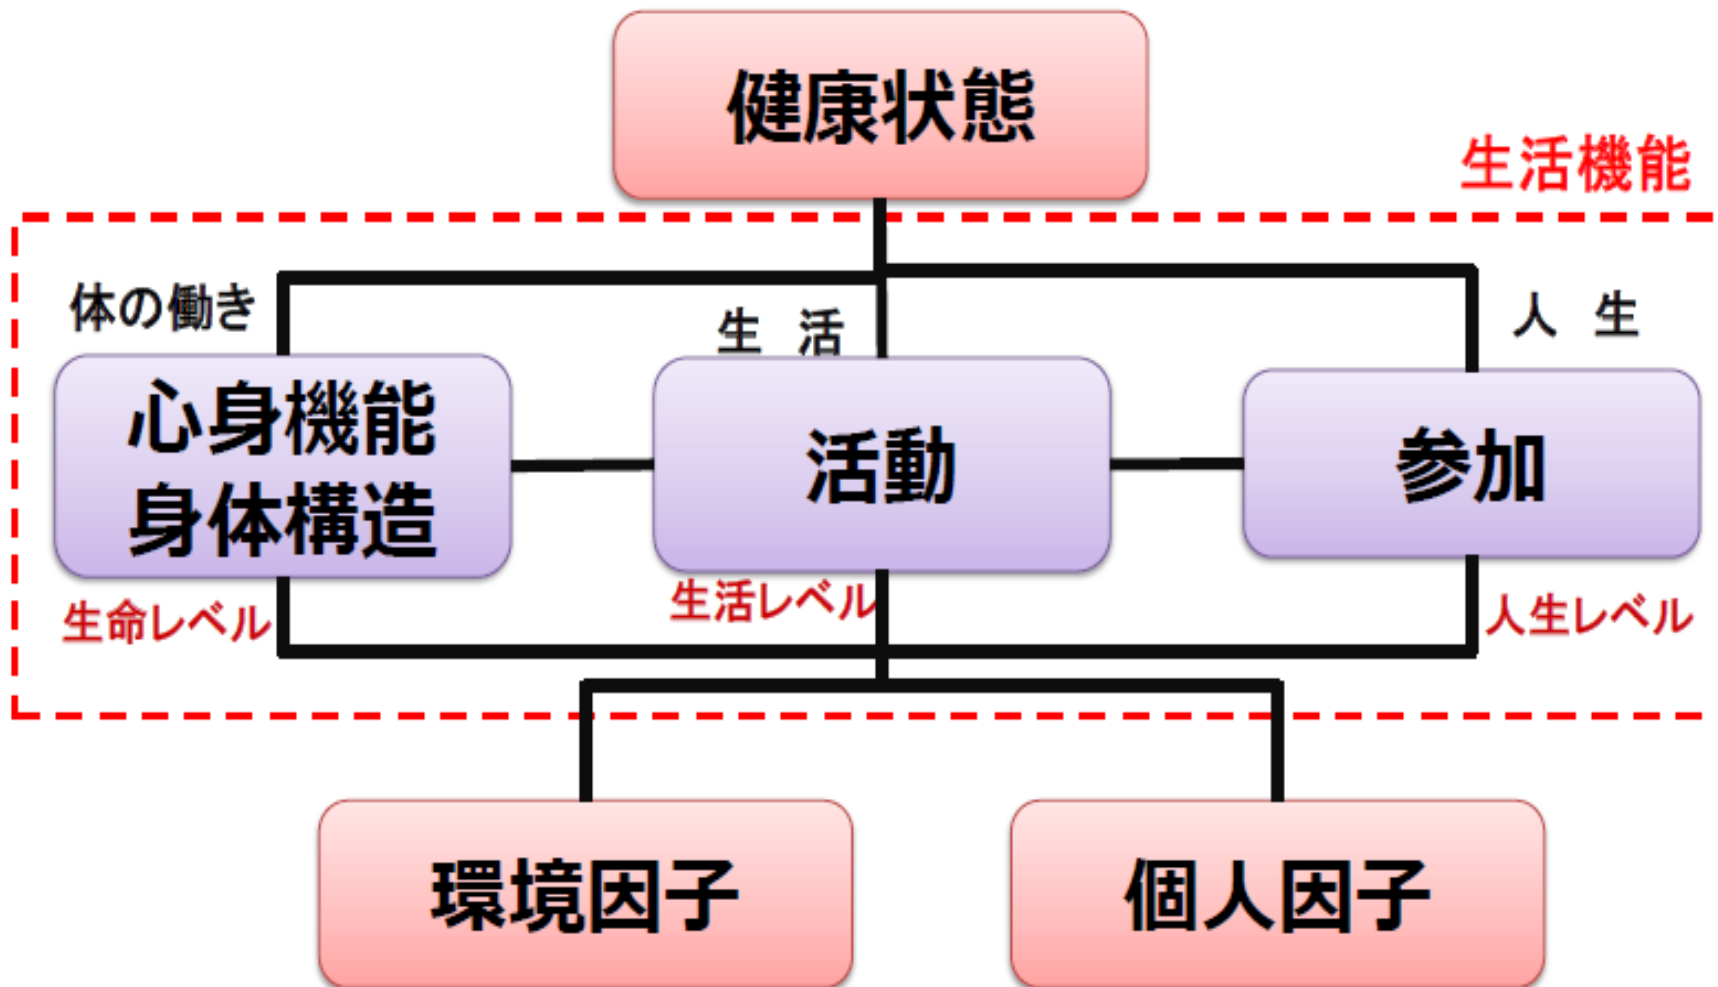 健康状態
生活機能
体の働き
生　活
人　生
心身機能
身体構造
活動
参加
生命レベル
生活レベル
人生レベル
環境因子
個人因子